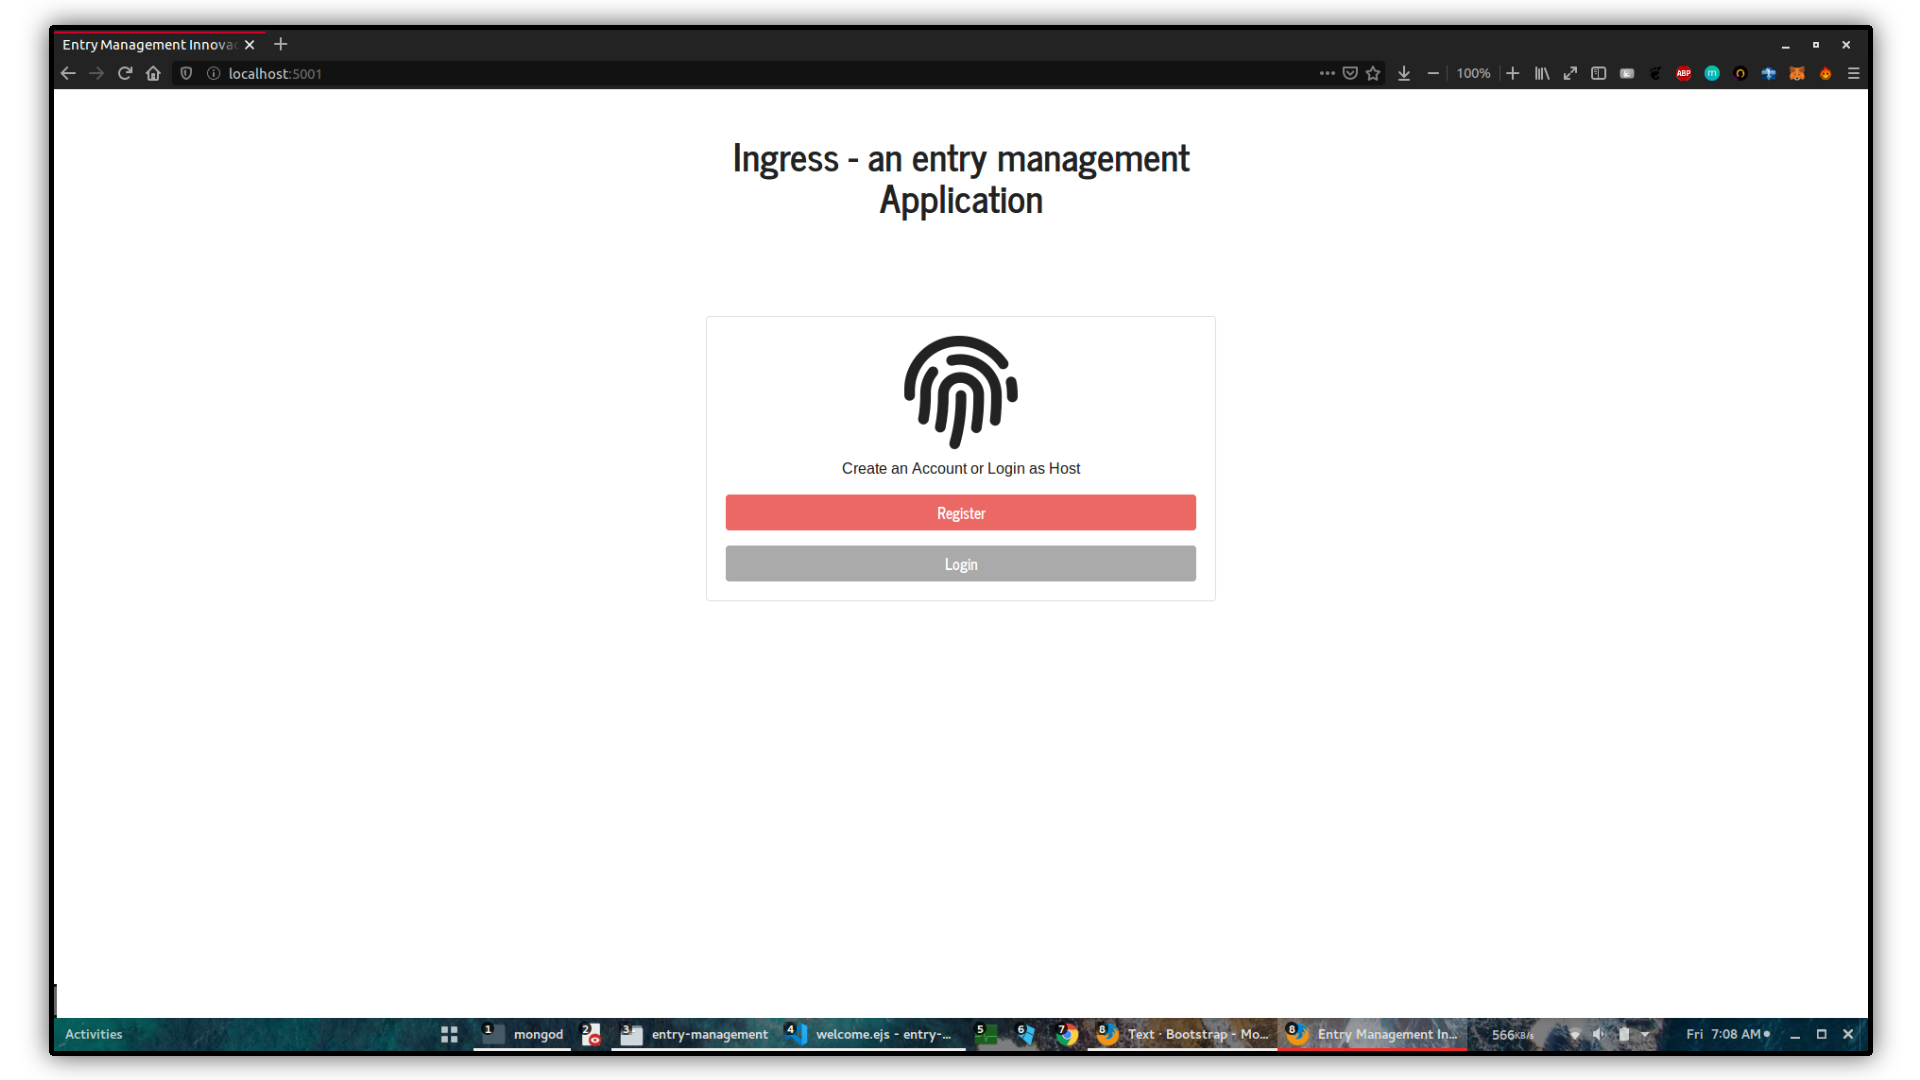 Entry Management Innovac
localhost:5001
100%
ABP
m
Ingress - an entry management
Application
Create an Account or Login as Host
Register
Login
Activities
1 mongod
2
3 entry-management
4 welcome.ejs - entry-...
5
6
7
8 Text · Bootstrap - Mo...
8 Entry Management In...
566KB/s
Fri 7:08 AM